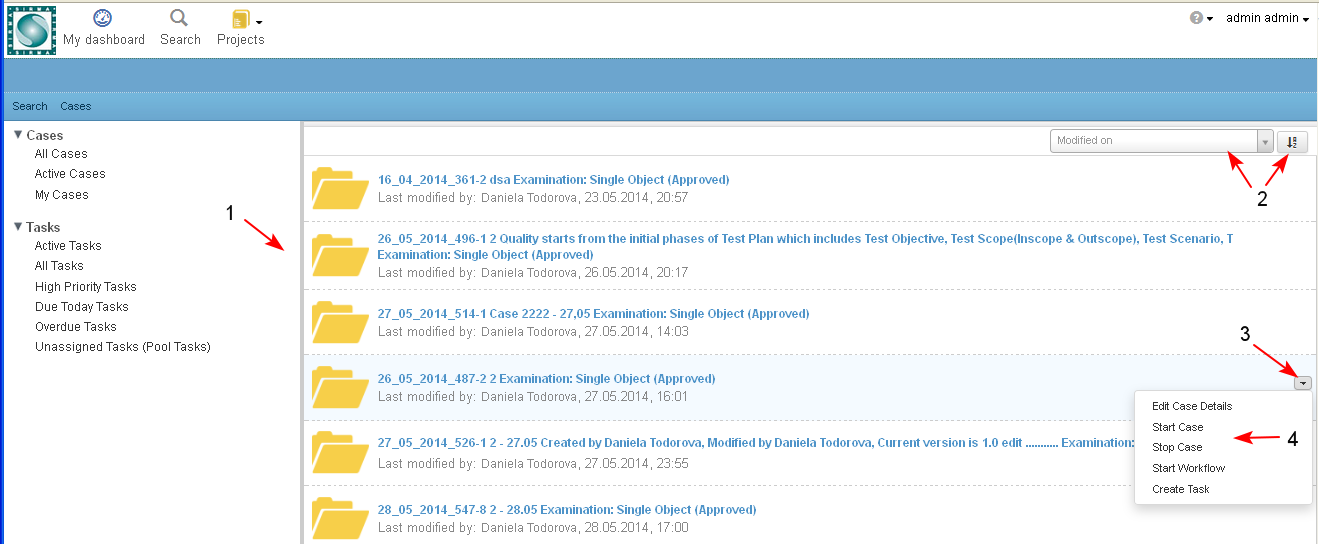 SIRMA
My dashboard
Search
Projects
admin admin
Search Cases
Cases
All Cases
Active Cases
My Cases
Tasks
Active Tasks
All Tasks
High Priority Tasks
Due Today Tasks
Overdue Tasks
Unassigned Tasks (Pool Tasks)
1
Modified on
2
16_04_2014_361-2 dsa Examination: Single Object (Approved)
Last modified by: Daniela Todorova, 23.05.2014, 20:57
26_05_2014_496-1 2 Quality starts from the initial phases of Test Plan which includes Test Objective, Test Scope(Inscope & Outscope), Test Scenario, T
Examination: Single Object (Approved)
Last modified by: Daniela Todorova, 26.05.2014, 20:17
27_05_2014_514-1 Case 2222 - 27,05 Examination: Single Object (Approved)
Last modified by: Daniela Todorova, 27.05.2014, 14:03
3
26_05_2014_487-2 2 Examination: Single Object (Approved)
Last modified by: Daniela Todorova, 27.05.2014, 16:01
Edit Case Details
Start Case
Stop Case
Start Workflow
Create Task
4
27_05_2014_526-1 2 - 27.05 Created by Daniela Todorova, Modified by Daniela Todorova, Current version is 1.0 edit ........... Examination:
Last modified by: Daniela Todorova, 27.05.2014, 23:55
28_05_2014_547-8 2 - 28.05 Examination: Single Object (Approved)
Last modified by: Daniela Todorova, 28.05.2014, 17:00